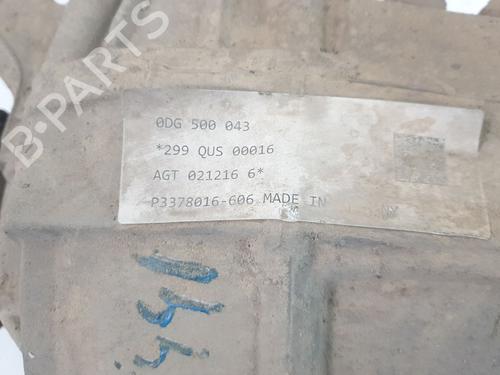 B-PARTS
0DG 500 043
*299 QUS 00016
AGT 021216 6*
P3378016-606 MADE IN